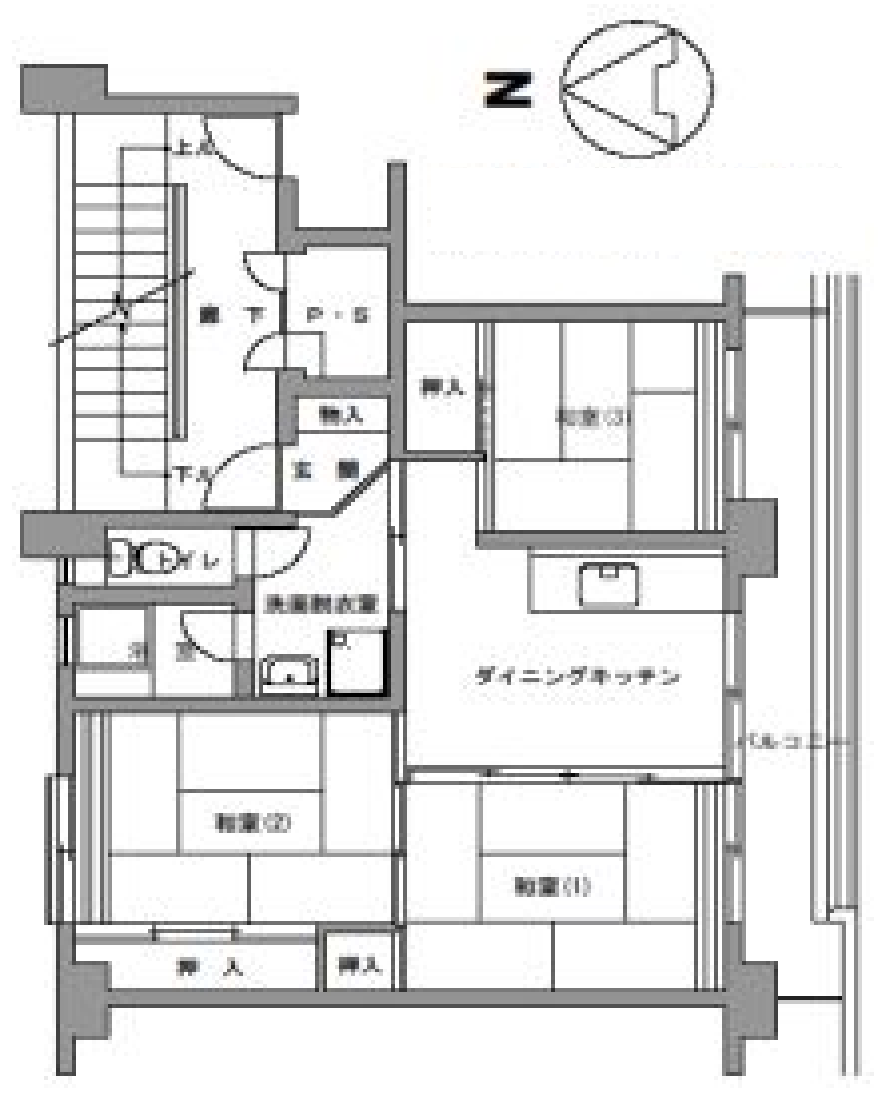 N
上ル
廊 下
P・S
押入
和室(3)
物入
玄 関
下ル
トイレ
洗面脱衣室
浴 室
ダイニングキッチン
バルコニー
和室(2)
和室(1)
押 入
押入